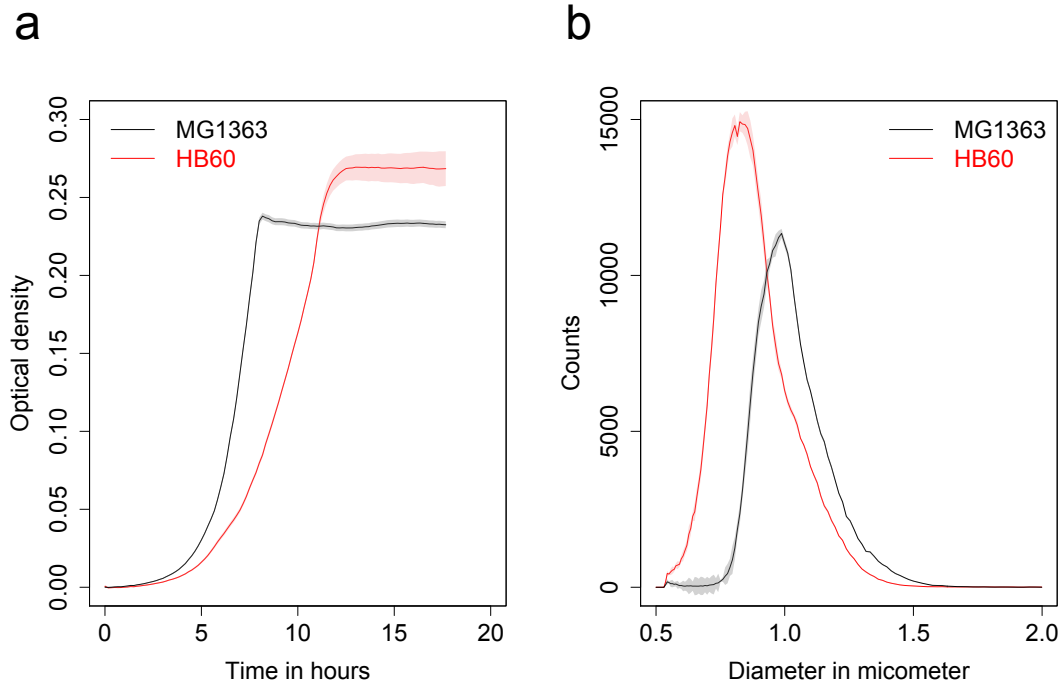 a
0.30
0.25
0.20
0.15
0.10
0.05
0.00
Optical density
MG1363
HB60
0
5
10
15
20
Time in hours
b
15000
10000
5000
0
Counts
MG1363
HB60
0.5
1.0
1.5
2.0
Diameter in micometer